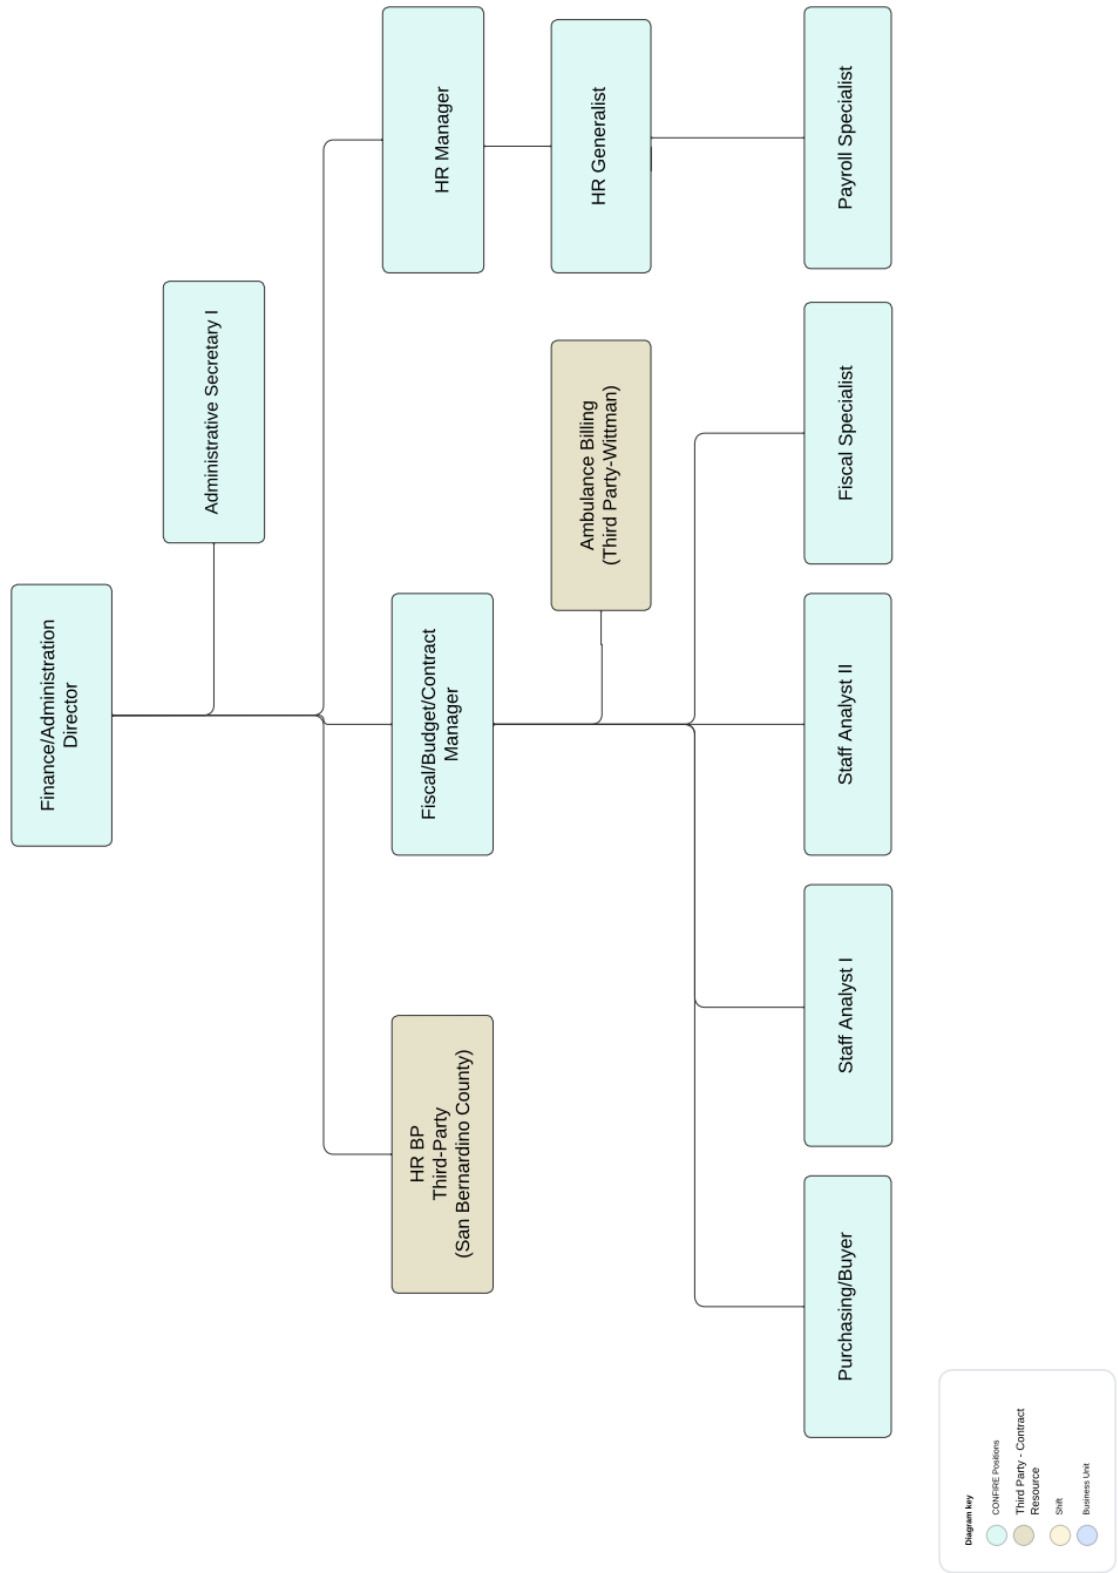 Finance/Administration
Director
Administrative Secretary I
HR BP
Third-Party
(San Bernardino County)
Fiscal/Budget/Contract
Manager
HR Manager
Ambulance Billing
(Third Party-Wittman)
HR Generalist
Purchasing/Buyer
Staff Analyst I
Staff Analyst II
Fiscal Specialist
Payroll Specialist
Diagram key
CONFIRE Positions
Third Party - Contract
Resource
Shift
Business Unit